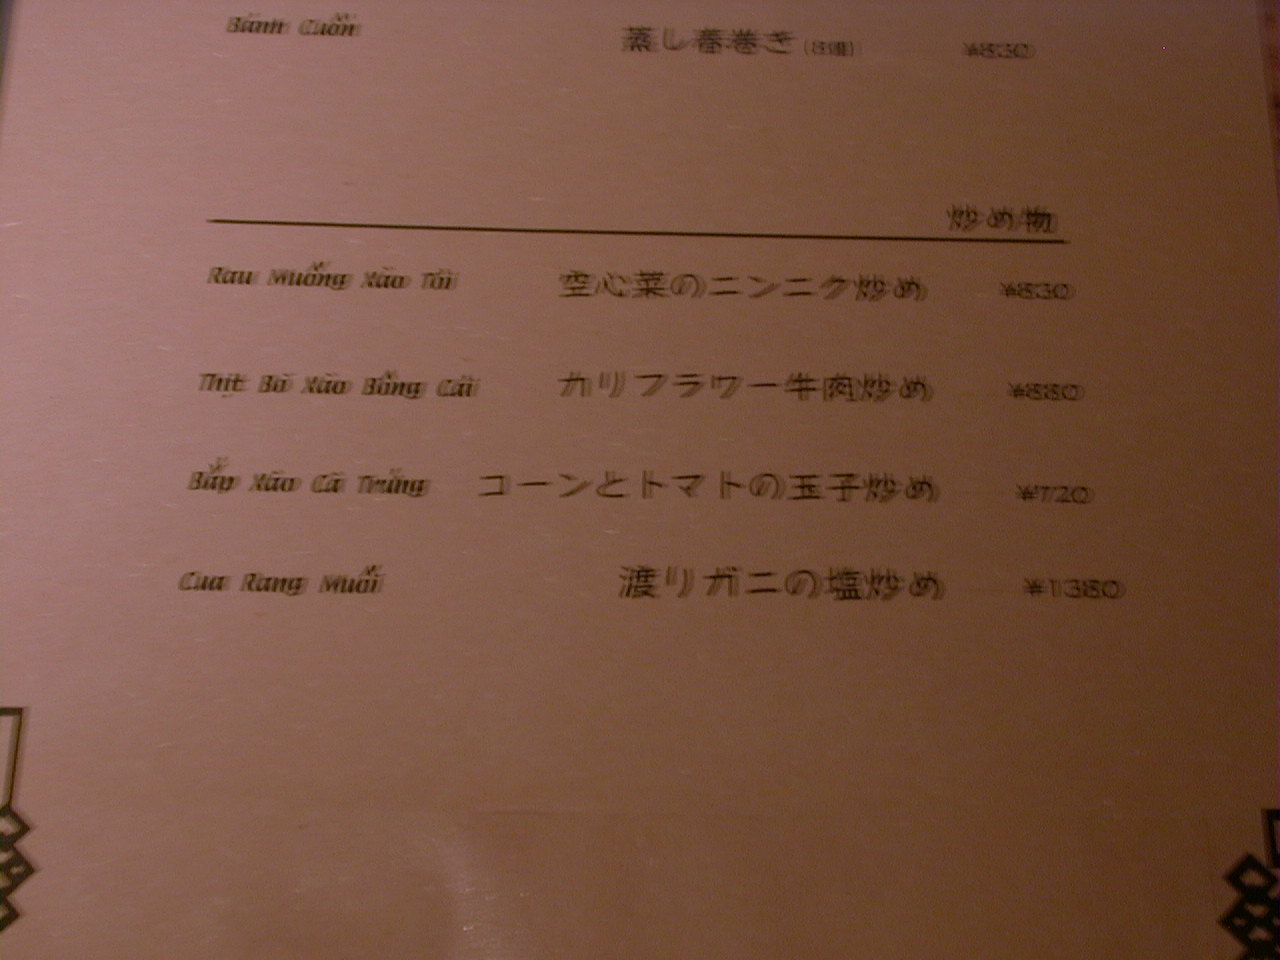 Bánh Cuốn 蒸し春巻き ¥830
炒め物
Rau Muống Xào Tỏi 空心菜のニンニク炒め ¥830
Thịt Bò Xào Bông Cải カリフラワー牛肉炒め ¥880
Bắp Xào Cà Trứng コーンとトマトの玉子炒め ¥720
Cua Rang Muối 渡リガニの塩炒め ¥1380